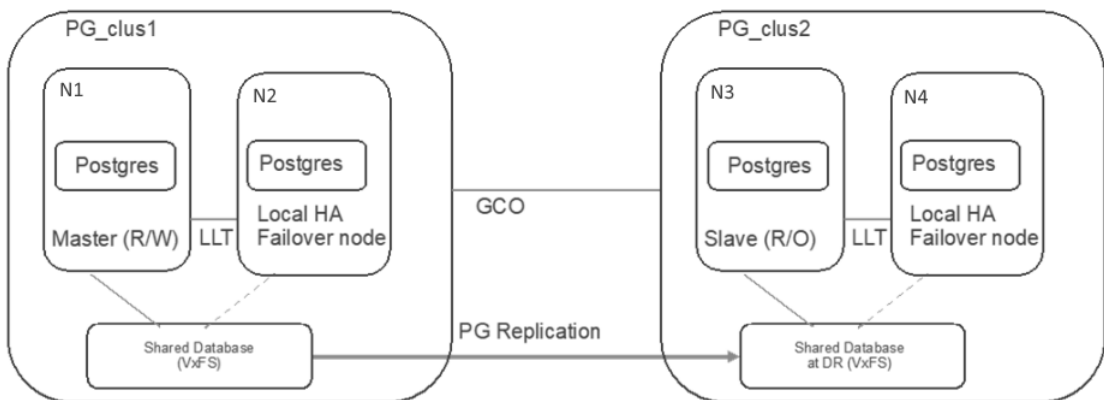 PG_clus1
N1
Postgres
Master (R/W)
LLT
N2
Postgres
Local HA
Failover node
Shared Database
(VxFS)
GCO
PG Replication
PG_clus2
N3
Postgres
Slave (R/O)
LLT
N4
Postgres
Local HA
Failover node
Shared Database
at DR (VxFS)